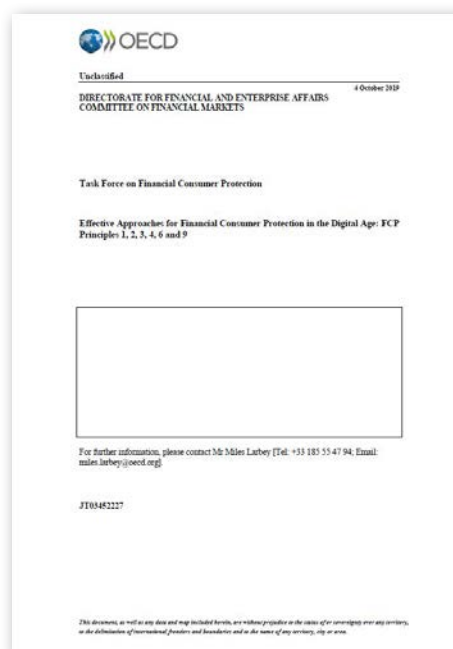 OECD
Unclassified
4 October 2019
DIRECTORATE FOR FINANCIAL AND ENTERPRISE AFFAIRS
COMMITTEE ON FINANCIAL MARKETS
Task Force on Financial Consumer Protection
Effective Approaches for Financial Consumer Protection in the Digital Age: FCP
Principles 1, 2, 3, 4, 6 and 9
For further information, please contact Mr Miles Larbey [Tel: +33 185 55 47 94; Email:
miles.larbey@oecd.org].
JT03452227
This document, as well as any data and map included herein, are without prejudice to the status of or sovereignty over any territory,
to the delimitation of international frontiers and boundaries and to the name of any territory, city or area.